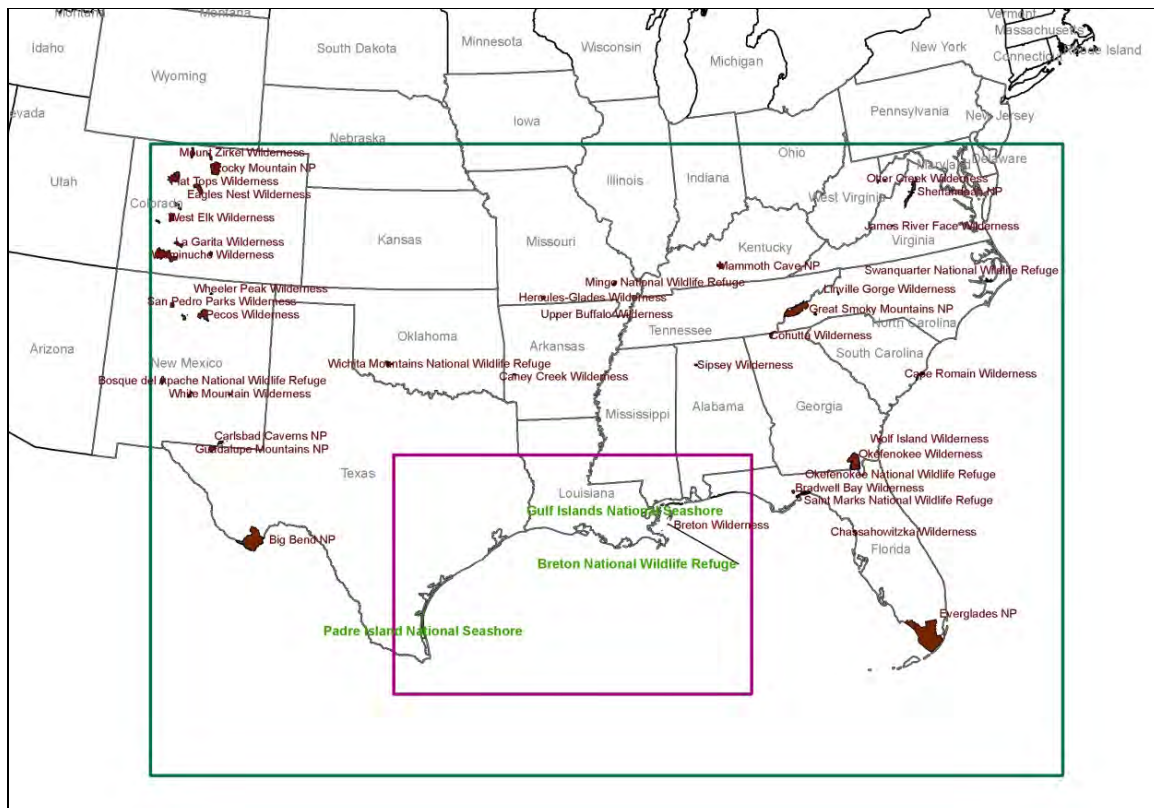 Montana
Montana
Minnesota
Vermont
Massachusetts
Idaho
South Dakota
Wisconsin
New York
Rhode Island
Connecticut
Wyoming
Michigan
Pennsylvania
New Jersey
evada
Iowa
Nebraska
Ohio
Mount Zirkel Wilderness
Maryland
Delaware
Rocky Mountain NP
Utah
Illinois
Indiana
Flat Tops Wilderness
Otter Creek Wilderness
Eagles Nest Wilderness
Shenandoah NP
West Virginia
Colorado
West Elk Wilderness
James River Face Wilderness
La Garita Wilderness
Kansas
Missouri
Kentucky
Virginia
Weminuche Wilderness
Mammoth Cave NP
Swanquarter National Wildlife Refuge
Mingo National Wildlife Refuge
Wheeler Peak Wilderness
Linville Gorge Wilderness
San Pedro Parks Wilderness
Hercules-Glades Wilderness
Great Smoky Mountains NP
Pecos Wilderness
Upper Buffalo Wilderness
North Carolina
Tennessee
Oklahoma
Cohutta Wilderness
Arizona
Arkansas
South Carolina
New Mexico
Wichita Mountains National Wildlife Refuge
Sipsey Wilderness
Cape Romain Wilderness
Bosque del Apache National Wildlife Refuge
Caney Creek Wilderness
White Mountain Wilderness
Mississippi
Alabama
Georgia
Carlsbad Caverns NP
Wolf Island Wilderness
Guadalupe Mountains NP
Okefenokee Wilderness
Texas
Okefenokee National Wildlife Refuge
Louisiana
Bradwell Bay Wilderness
Saint Marks National Wildlife Refuge
Gulf Islands National Seashore
Breton Wilderness
Chassahowitzka Wilderness
Big Bend NP
Florida
Breton National Wildlife Refuge
Everglades NP
Padre Island National Seashore